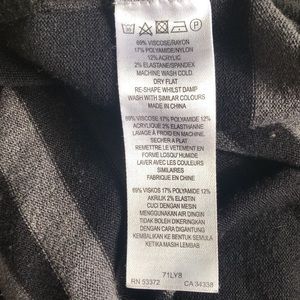 69% VISCOSE/RAYON
17% POLYAMIDE/NYLON
12% ACRYLIC
2% ELASTANE/SPANDEX
MACHINE WASH COLD.
DRY FLAT
RE-SHAPE WHILST DAMP
WASH WITH SIMILAR COLOURS
MADE IN CHINA
69% VISCOSE 17% POLYAMIDE 12%
ACRYLIQUE 2% ELASTHANNE
LAVAGE À FROID EN MACHINE.
SECHER A PLAT
REMETTRE LE VETEMENT EN
FORME LOSQU'HUMIDE
LAVER AVEC LES COULEURS
SIMILAIRES
FABRIQUE EN CHINE
69% VISKOS 17% POLYAMIDE 12%
AKRILIK 2% ELASTIN
CUCI DENGAN MESIN
MENGGUNAKAN AIR DINGIN
TIDAK BOLEH DIKERINGKAN
DENGAN CARA DIGANTUNG
KEMBALIKAN KE BENTUK SEMULA
KETIKA MASIH LEMBAB
71LY8
RN 53372 CA 34338